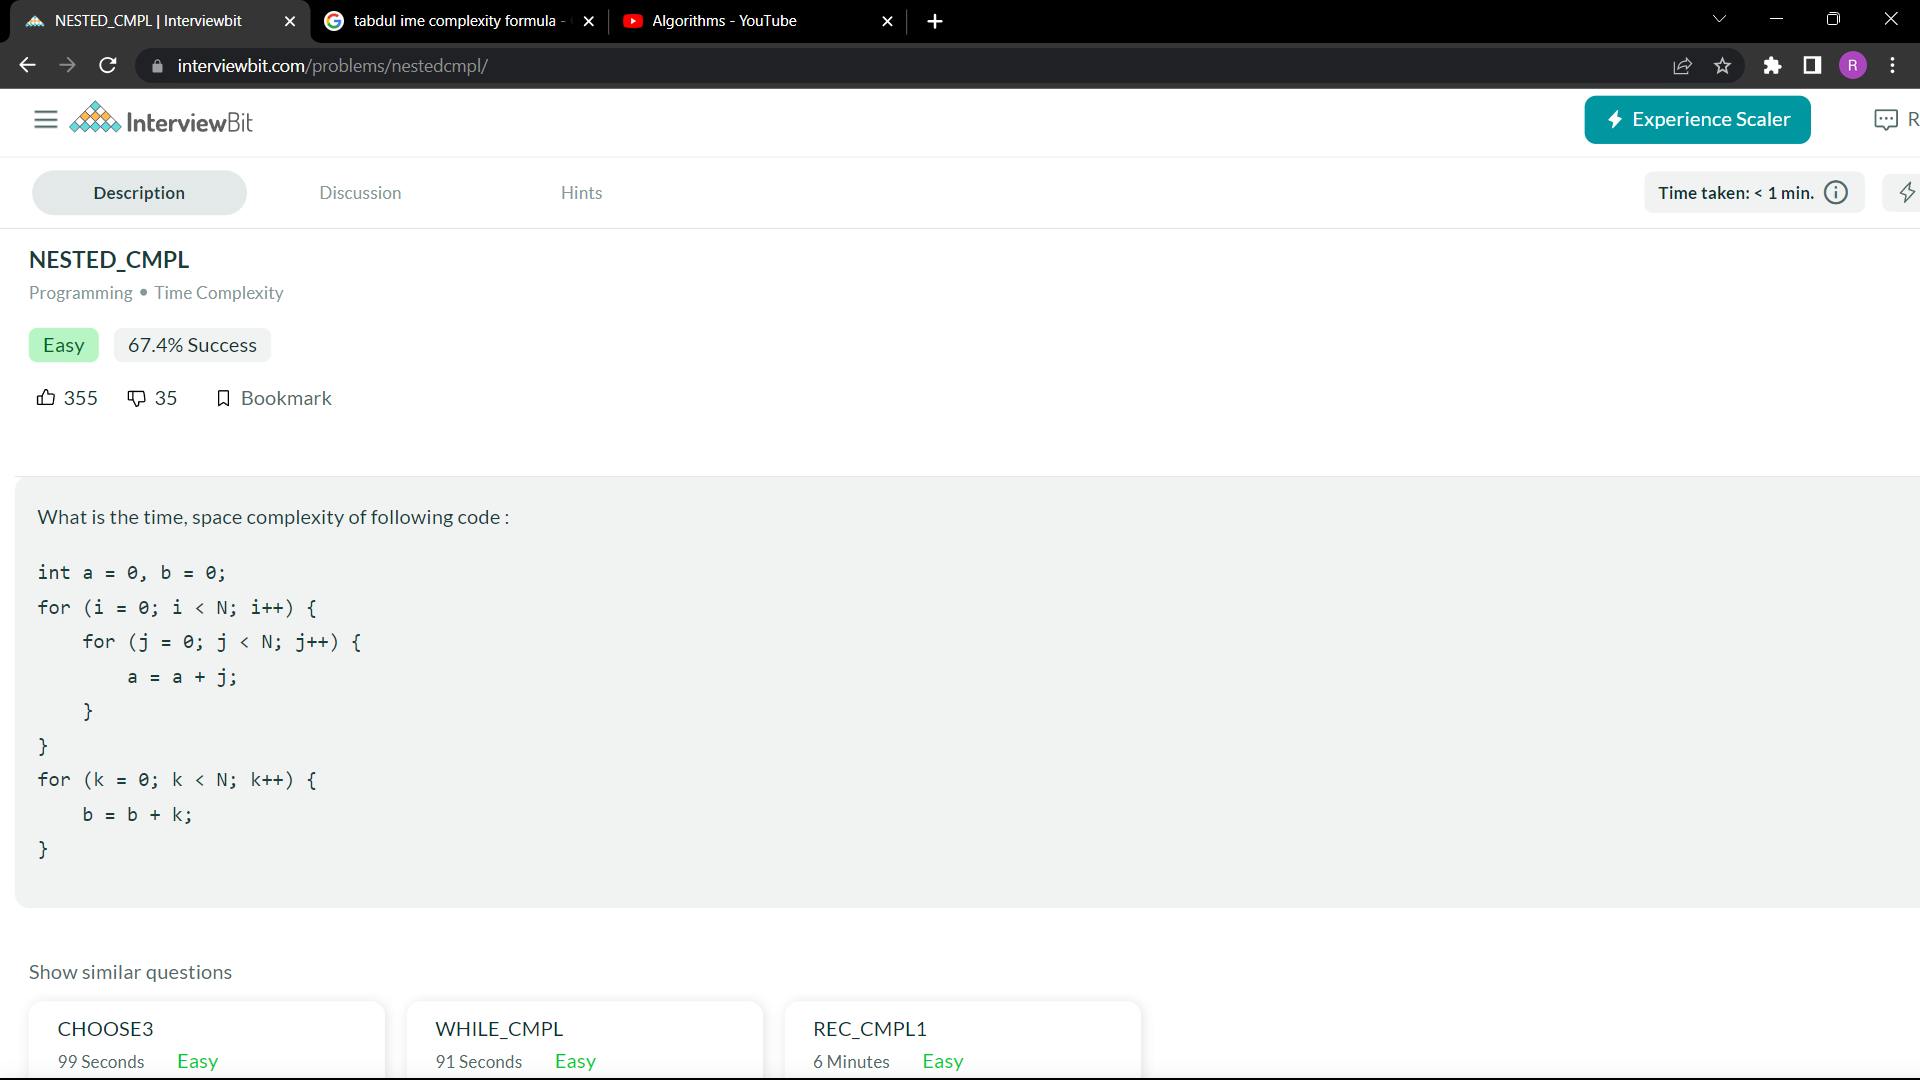 NESTED_CMPL | Interviewbit
tabdul ime complexity formula -
Algorithms - YouTube
interviewbit.com/problems/nestedcmpl/
R
InterviewBit
Experience Scaler
R
Description
Discussion
Hints
Time taken: < 1 min.
NESTED_CMPL
Programming • Time Complexity
Easy
67.4% Success
355
35
Bookmark
What is the time, space complexity of following code :
int a = 0, b = 0;
for (i = 0; i < N; i++) {
    for (j = 0; j < N; j++) {
        a = a + j;
    }
}
for (k = 0; k < N; k++) {
    b = b + k;
}
Show similar questions
CHOOSE3
99 Seconds Easy
WHILE_CMPL
91 Seconds Easy
REC_CMPL1
6 Minutes Easy